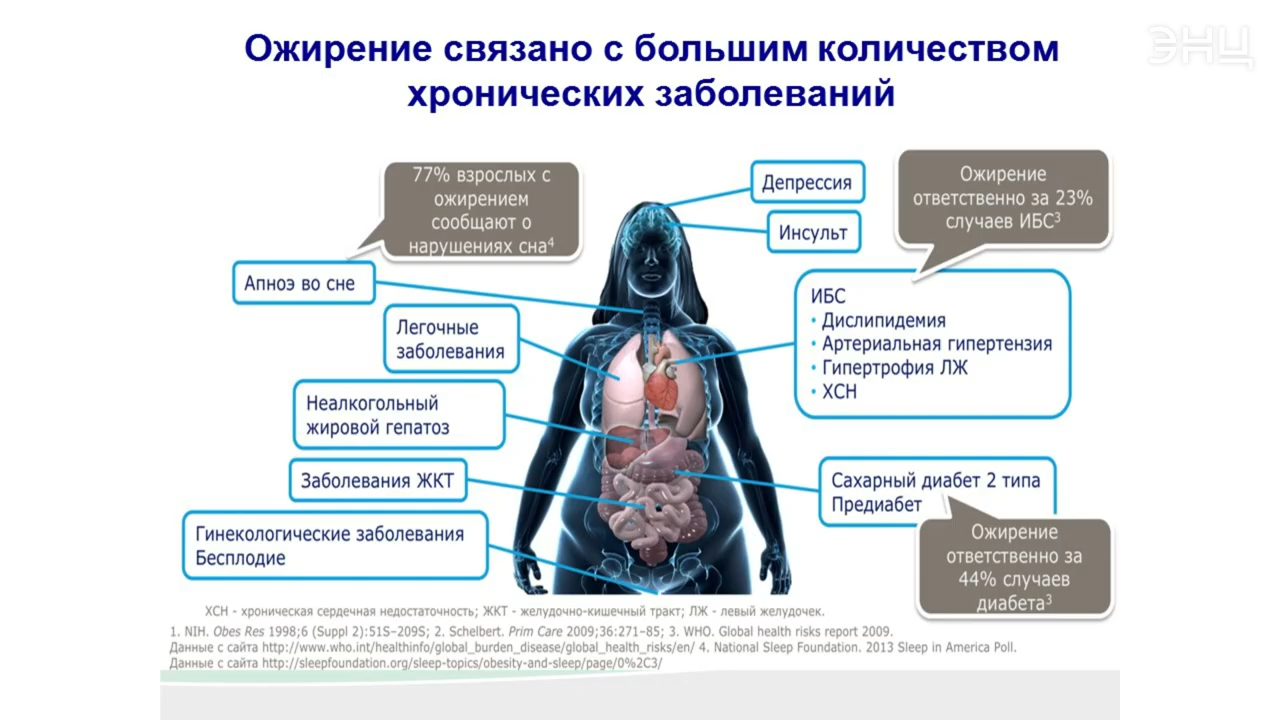 ЭНЦ
Ожирение связано с большим количеством
хронических заболеваний
77% взрослых с
ожирением
сообщают о
нарушениях сна4
Депрессия
Инсульт
Ожирение
ответственно за 23%
случаев ИБС3
Апноэ во сне
Легочные
заболевания
ИБС
• Дислипидемия
• Артериальная гипертензия
• Гипертрофия ЛЖ
• ХСН
Неалкогольный
жировой гепатоз
Заболевания ЖКТ
Сахарный диабет 2 типа
Предиабет
Гинекологические заболевания
Бесплодие
Ожирение
ответственно за
44% случаев
диабета3
ХСН - хроническая сердечная недостаточность; ЖКТ - желудочно-кишечный тракт; ЛЖ - левый желудочек.
1. NIH. Obes Res 1998;6 (Suppl 2):51S–209S; 2. Schelbert. Prim Care 2009;36:271–85; 3. WHO. Global health risks report 2009.
Данные с сайта http://www.who.int/healthinfo/global_burden_disease/global_health_risks/en/ 4. National Sleep Foundation. 2013 Sleep in America Poll.
Данные с сайта http://sleepfoundation.org/sleep-topics/obesity-and-sleep/page/0%2C3/